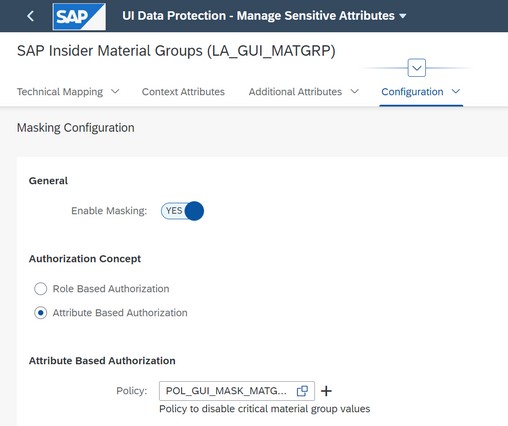 SAP UI Data Protection - Manage Sensitive Attributes
SAP Insider Material Groups (LA_GUI_MATGRP)
Technical Mapping Context Attributes Additional Attributes Configuration
Masking Configuration
General
Enable Masking: YES
Authorization Concept
Role Based Authorization
Attribute Based Authorization
Attribute Based Authorization
Policy: POL_GUI_MASK_MATG...
Policy to disable critical material group values